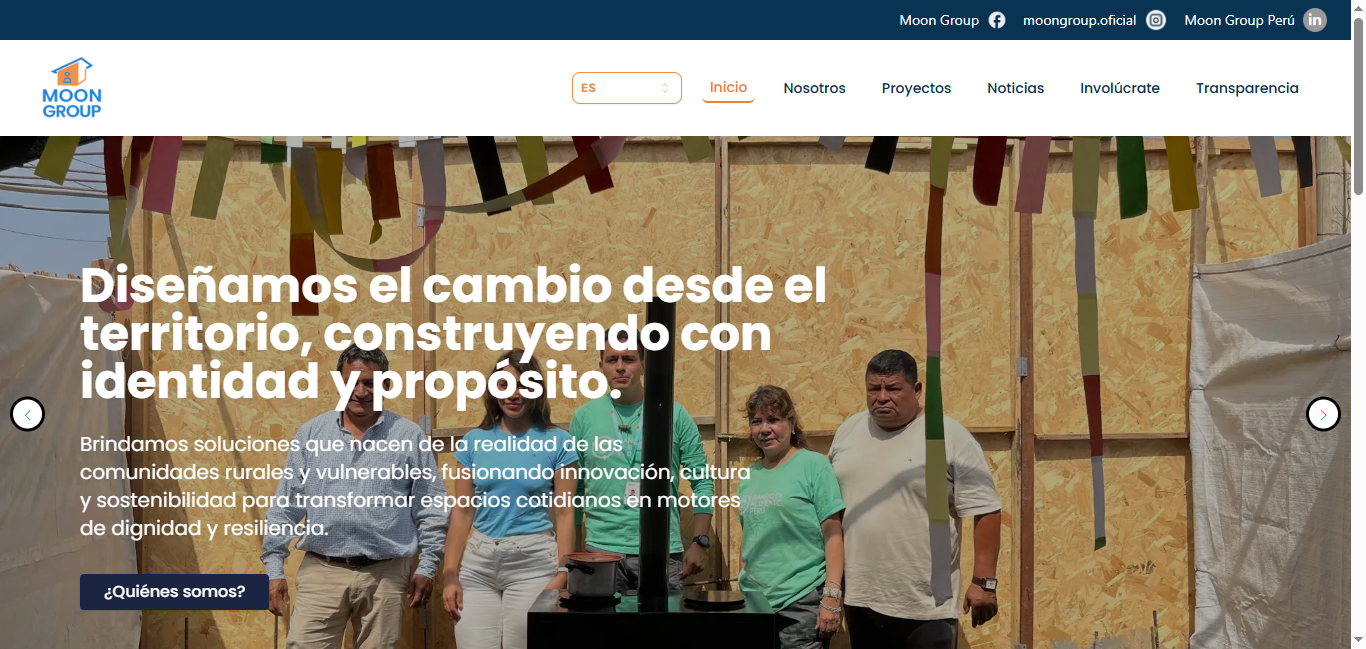 Moon Group
moongroup.oficial
Moon Group Perú
in
MOON
GROUP
ES
Inicio
Nosotros
Proyectos
Noticias
Involúcrate
Transparencia
Diseñamos el cambio desde el
territorio, construyendo con
identidad y propósito.
Brindamos soluciones que nacen de la realidad de las
comunidades rurales y vulnerables, fusionando innovación, cultura
y sostenibilidad para transformar espacios cotidianos en motores
de dignidad y resiliencia.
¿Quiénes somos?